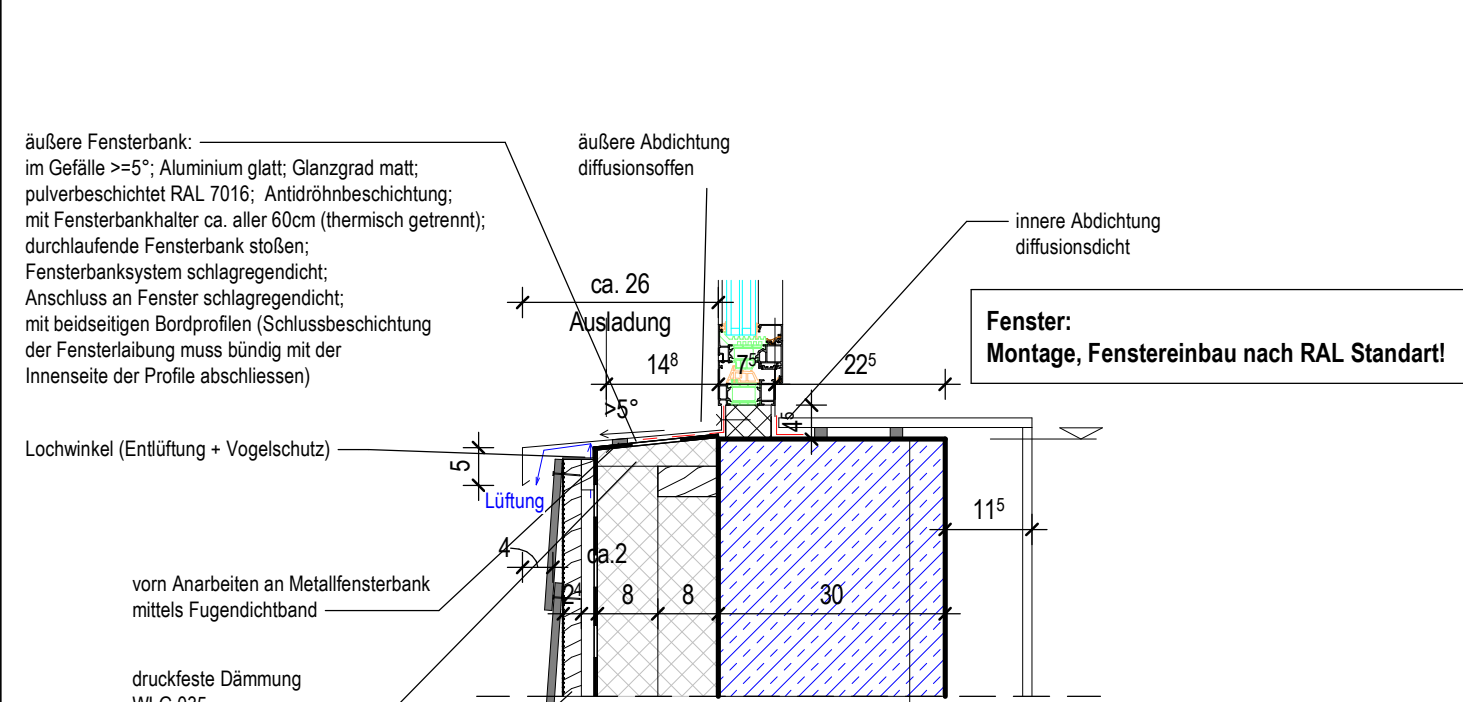 äußere Fensterbank:
im Gefälle >=5°; Aluminium glatt; Glanzgrad matt;
pulverbeschichtet RAL 7016; Antidröhnbeschichtung;
mit Fensterbankhalter ca. aller 60cm (thermisch getrennt);
durchlaufende Fensterbank stoßen;
Fensterbanksystem schlagregendicht;
Anschluss an Fenster schlagregendicht;
mit beidseitigen Bordprofilen (Schlussbeschichtung
der Fensterlaibung muss bündig mit der
Innenseite der Profile abschliessen)
äußere Abdichtung
diffusionsoffen
innere Abdichtung
diffusionsdicht
Fenster:
Montage, Fenstereinbau nach RAL Standart!
ca. 26
Ausladung
14⁸
7⁵
22⁵
>5°
4⁵
Lochwinkel (Entlüftung + Vogelschutz)
5
Lüftung
11⁵
4
ca.2
vorn Anarbeiten an Metallfensterbank
mittels Fugendichtband
2⁴
8
8
30
druckfeste Dämmung
WLG 035